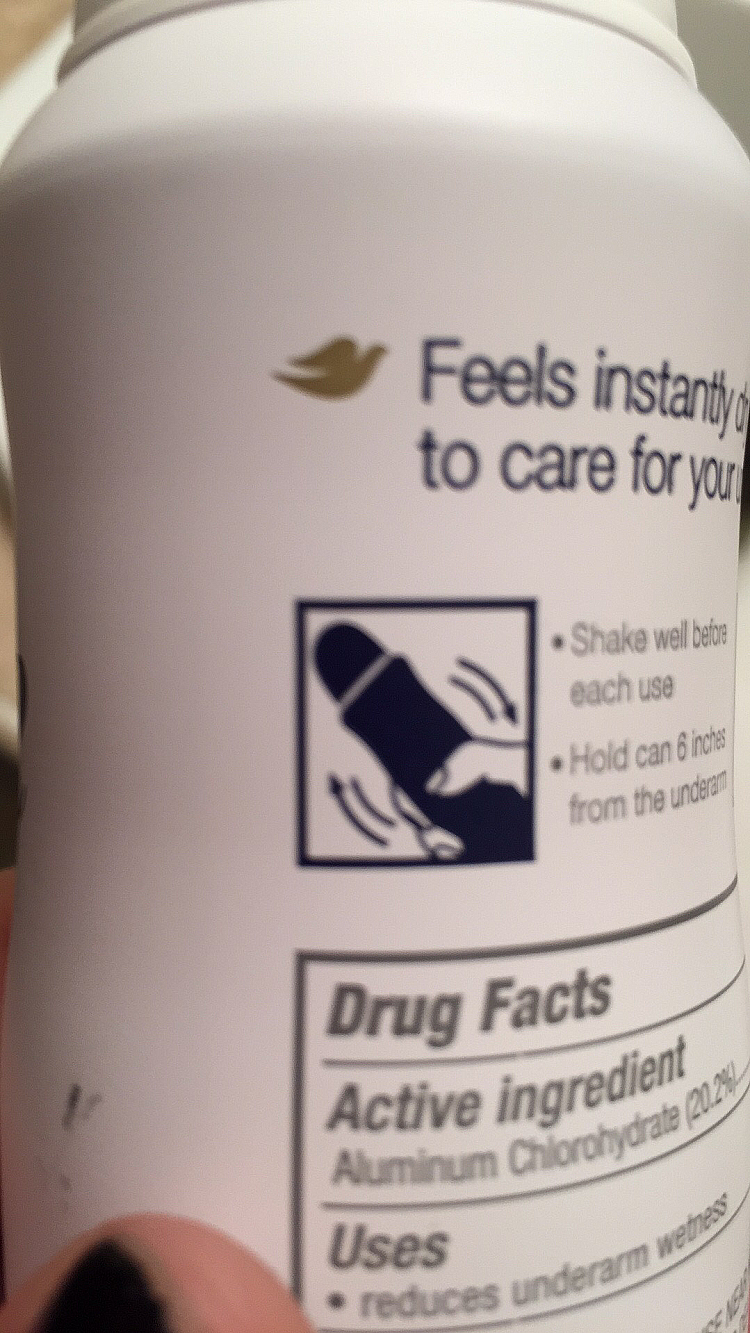 Feels instantly
to care for your
• Shake well before
each use
• Hold can 6 inches
from the underarm
Drug Facts
Active ingredient
Aluminum Chlorohydrate (20.2%)
Uses
• reduces underarm wetness